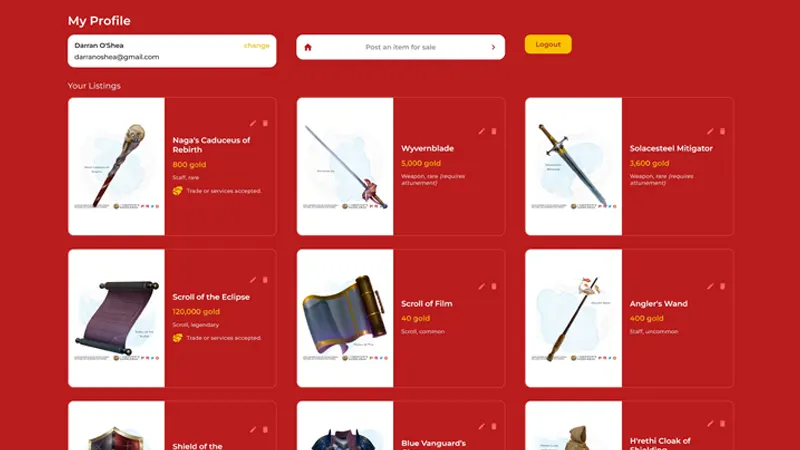 My Profile
Darran O'Shea
change
darranoshea@gmail.com
Post an item for sale
Logout
Your Listings
Naga's Caduceus of
Rebirth
800 gold
Staff, rare
Trade or services accepted.
Wyvernblade
5,000 gold
Weapon, rare (requires
attunement)
Solacesteel Mitigator
3,600 gold
Weapon, rare (requires
attunement)
Scroll of the Eclipse
120,000 gold
Scroll, legendary
Trade or services accepted.
Scroll of Film
40 gold
Scroll, common
Angler's Wand
400 gold
Staff, uncommon
Shield of the
Blue Vanguard's
H'rethi Cloak of
Shielding